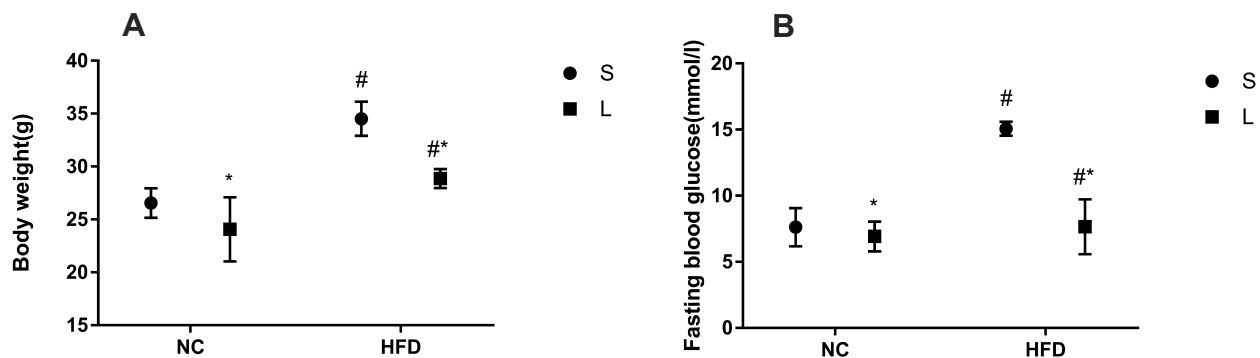 A
Body weight(g)
40
35
30
25
20
15
#
#*
*
NC
HFD
S
L
B
Fasting blood glucose(mmol/l)
20
15
10
5
0
#
#*
*
NC
HFD
S
L